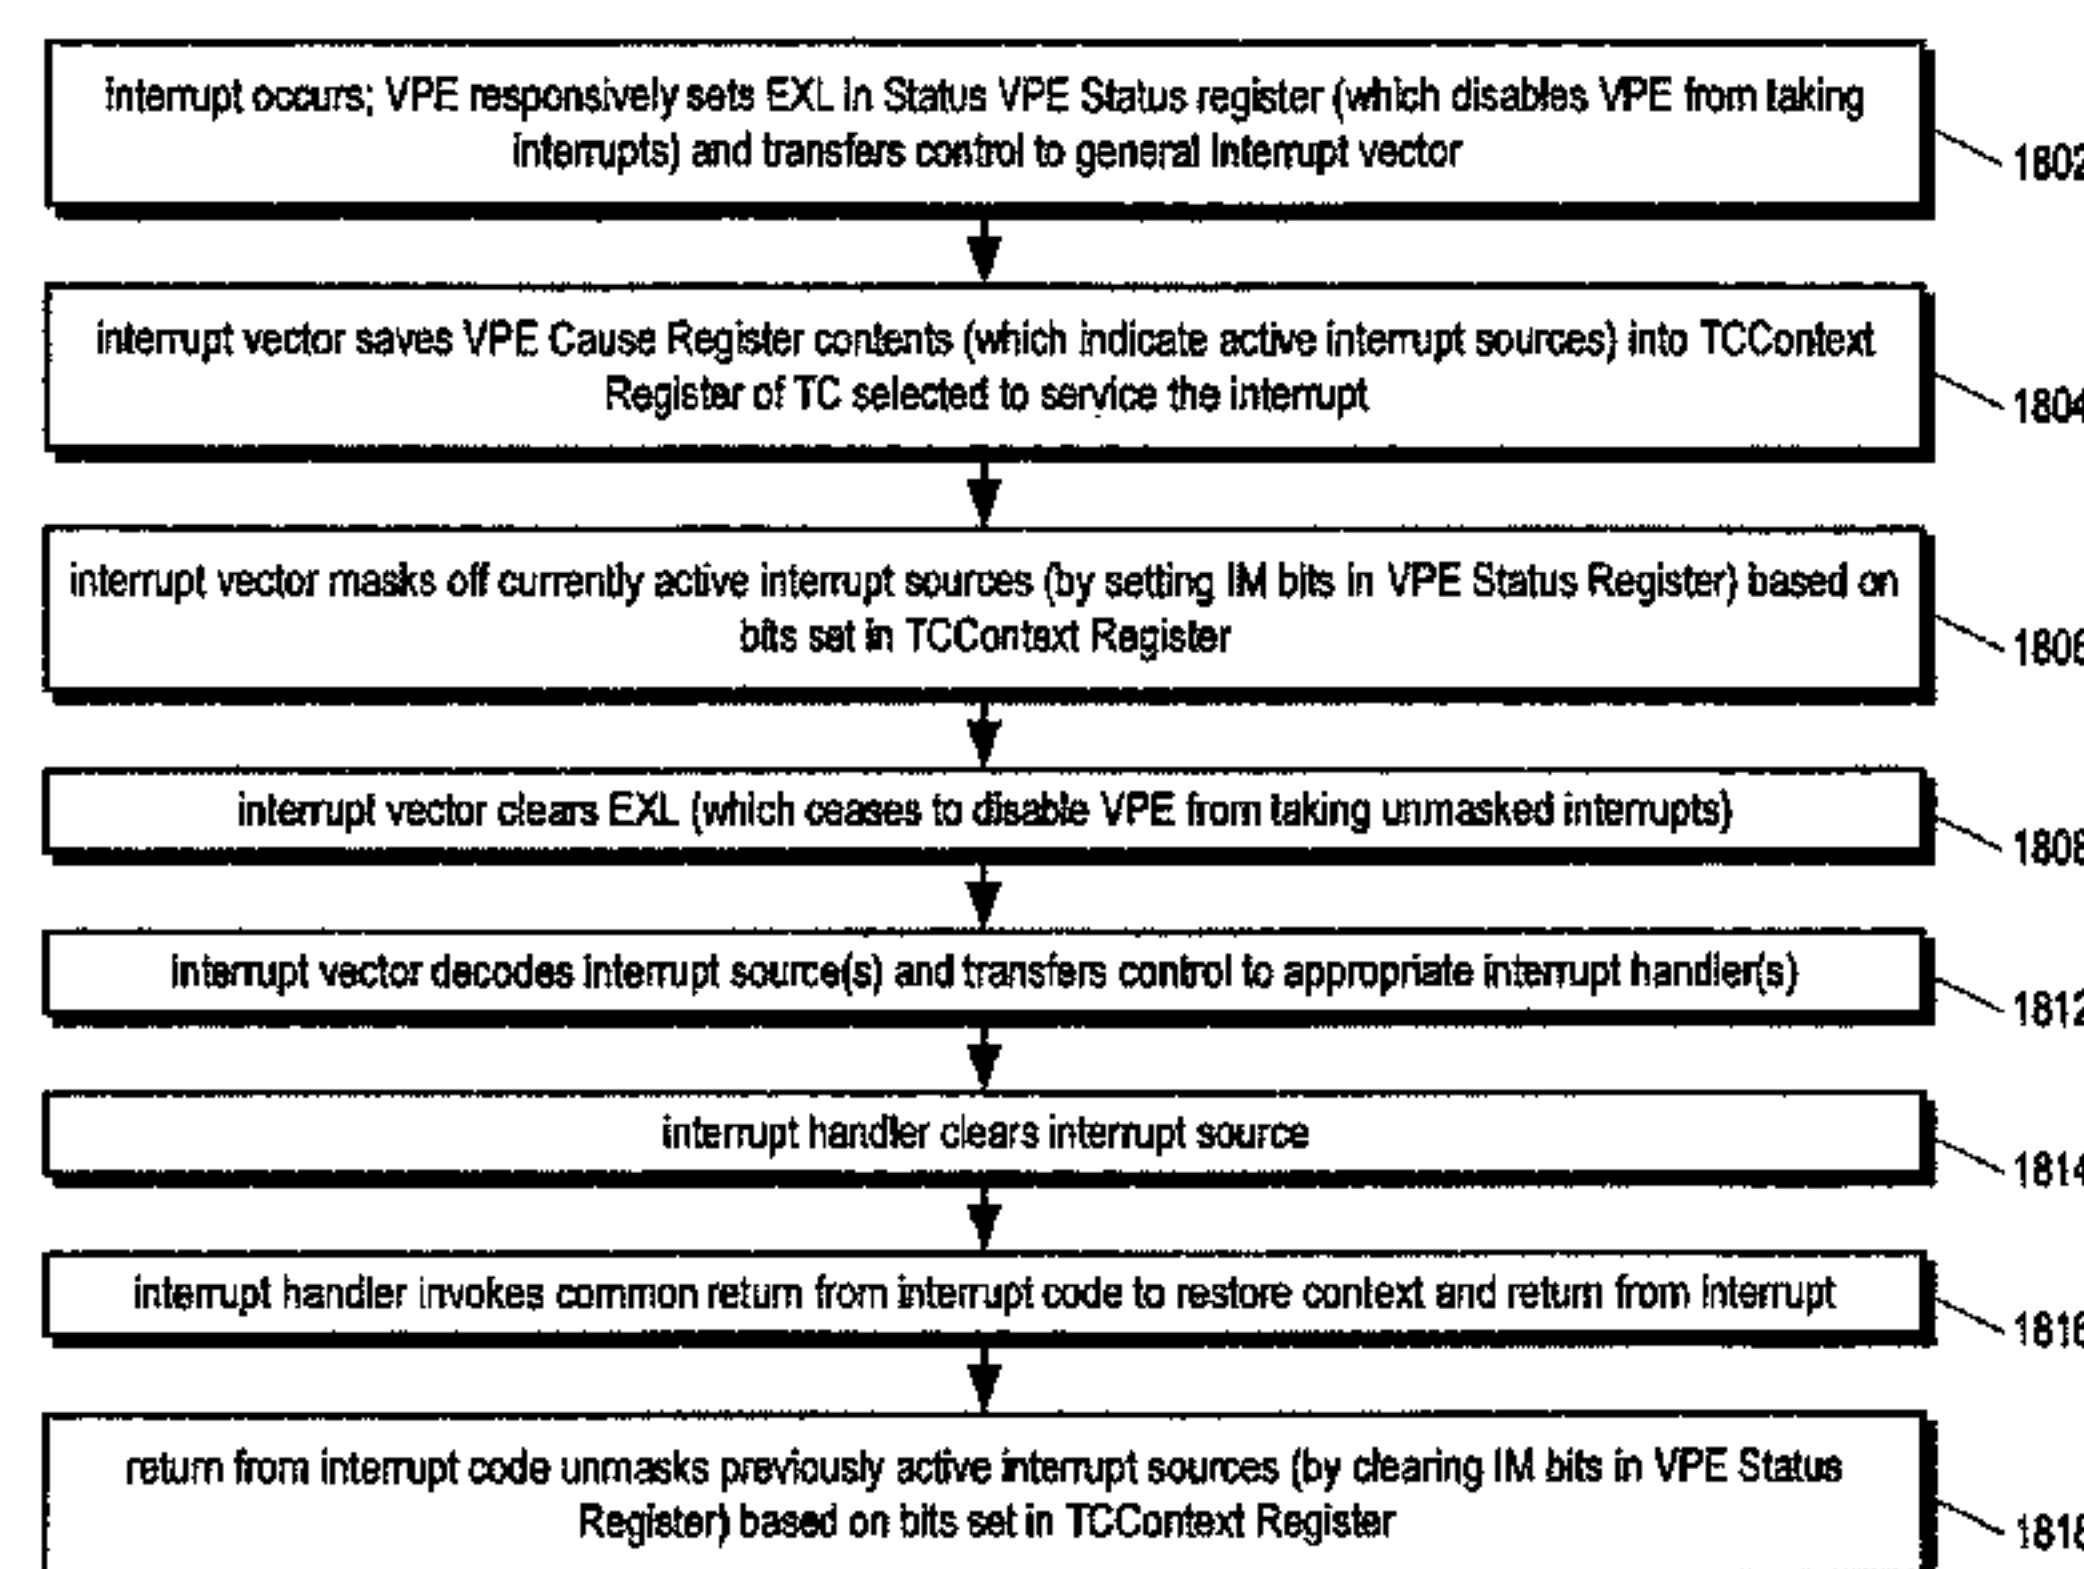 interrupt occurs; VPE responsively sets EXL in Status VPE Status register (which disables VPE from taking
interrupts) and transfers control to general interrupt vector
1802
interrupt vector saves VPE Cause Register contents (which indicate active interrupt sources) into TCContext
Register of TC selected to service the interrupt
1804
interrupt vector masks off currently active interrupt sources (by setting IM bits in VPE Status Register) based on
bits set in TCContext Register
1806
interrupt vector clears EXL (which ceases to disable VPE from taking unmasked interrupts)
1808
interrupt vector decodes interrupt source(s) and transfers control to appropriate interrupt handler(s)
1812
interrupt handler clears interrupt source
1814
interrupt handler invokes common return from interrupt code to restore context and return from interrupt
1816
return from interrupt code unmasks previously active interrupt sources (by clearing IM bits in VPE Status
Register) based on bits set in TCContext Register
1818